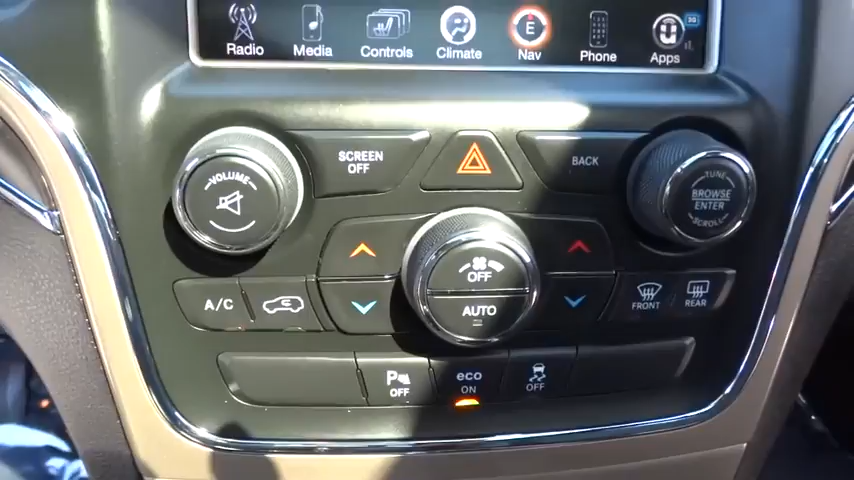 Radio Media Controls Climate Nav Phone Apps
3G
E
VOLUME
SCREEN
OFF
BACK
TUNE
BROWSE
ENTER
SCROLL
OFF
AUTO
A/C
FRONT
REAR
P
OFF
eco
ON
OFF